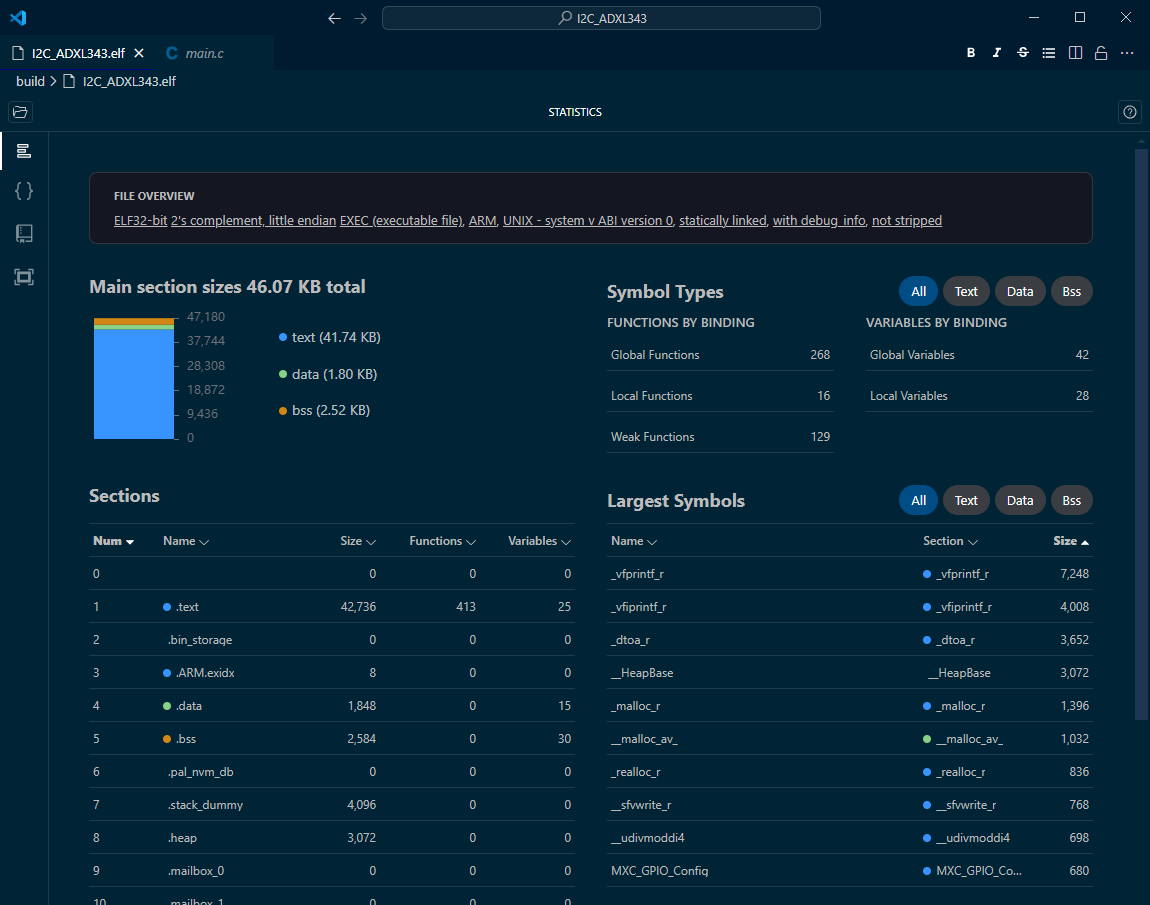 I2C_ADXL343
I2C_ADXL343.elf
C main.c
B I S
build > I2C_ADXL343.elf
STATISTICS
FILE OVERVIEW
ELF32-bit 2's complement, little endian EXEC (executable file), ARM, UNIX - system v ABI version 0, statically linked, with debug_info, not stripped
Main section sizes 46.07 KB total
47,180
37,744
28,308
18,872
9,436
0
text (41.74 KB)
data (1.80 KB)
bss (2.52 KB)
Symbol Types
All Text Data Bss
FUNCTIONS BY BINDING
Global Functions 268
Local Functions 16
Weak Functions 129
VARIABLES BY BINDING
Global Variables 42
Local Variables 28
Sections
Num Name Size Functions Variables
0 0 0 0
1 .text 42,736 413 25
2 .bin_storage 0 0 0
3 .ARM.exidx 8 0 0
4 .data 1,848 0 15
5 .bss 2,584 0 30
6 .pal_nvm_db 0 0 0
7 .stack_dummy 4,096 0 0
8 .heap 3,072 0 0
9 .mailbox_0 0 0 0
10 .mailbox_1 0 0 0
Largest Symbols
All Text Data Bss
Name Section Size
_vfprintf_r _vfprintf_r 7,248
_vfiprintf_r _vfiprintf_r 4,008
_dtoa_r _dtoa_r 3,652
__HeapBase __HeapBase 3,072
_malloc_r _malloc_r 1,396
__malloc_av_ __malloc_av_ 1,032
_realloc_r _realloc_r 836
__sfvwrite_r __sfvwrite_r 768
__udivmoddi4 __udivmoddi4 698
MXC_GPIO_Config MXC_GPIO_Co... 680